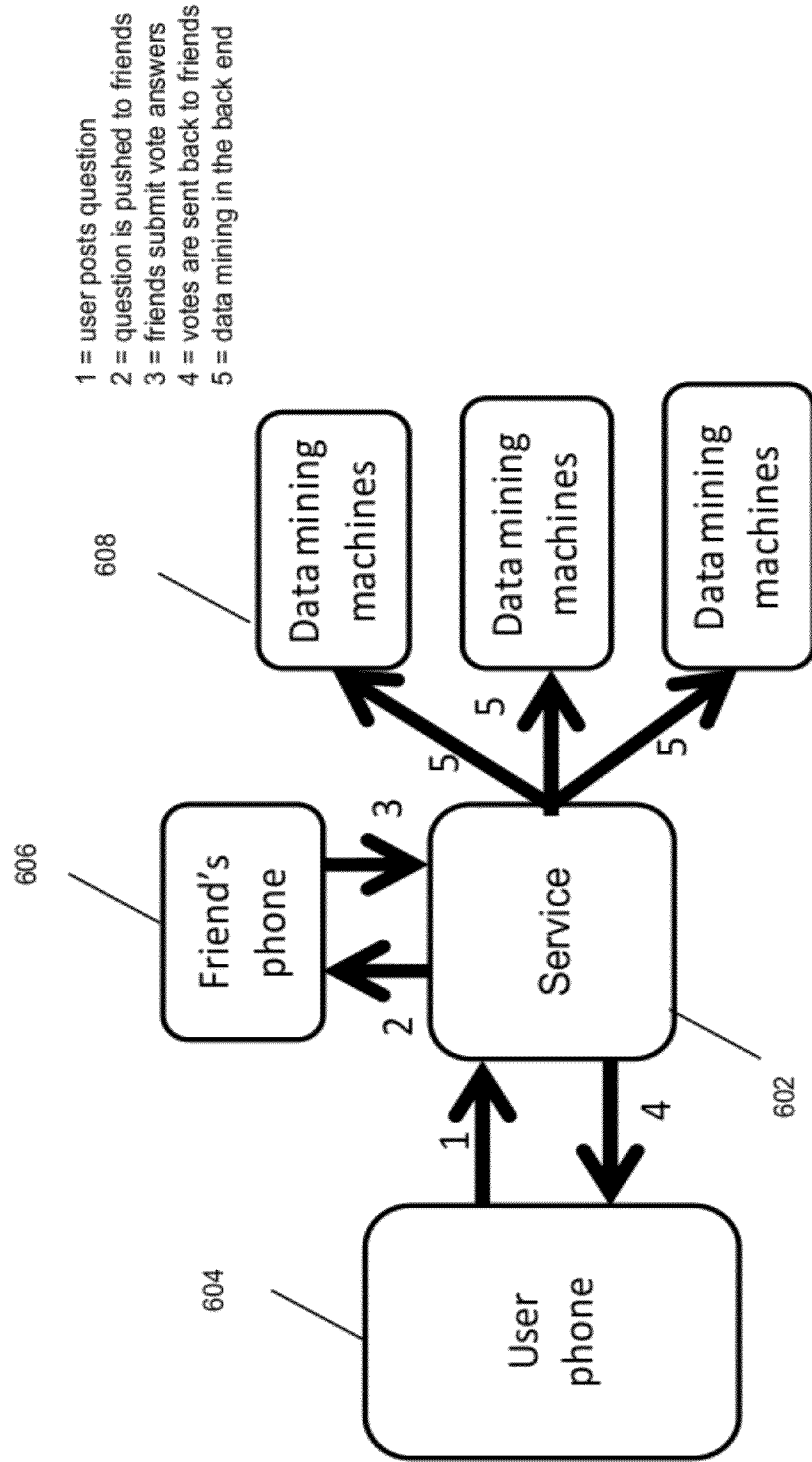 1 = user posts question
2 = question is pushed to friends
3 = friends submit vote answers
4 = votes are sent back to friends
5 = data mining in the back end
606
608
604
Friend's
phone
Data mining
machines
2
3
5
1
User
phone
Service
5
Data mining
machines
4
5
602
Data mining
machines